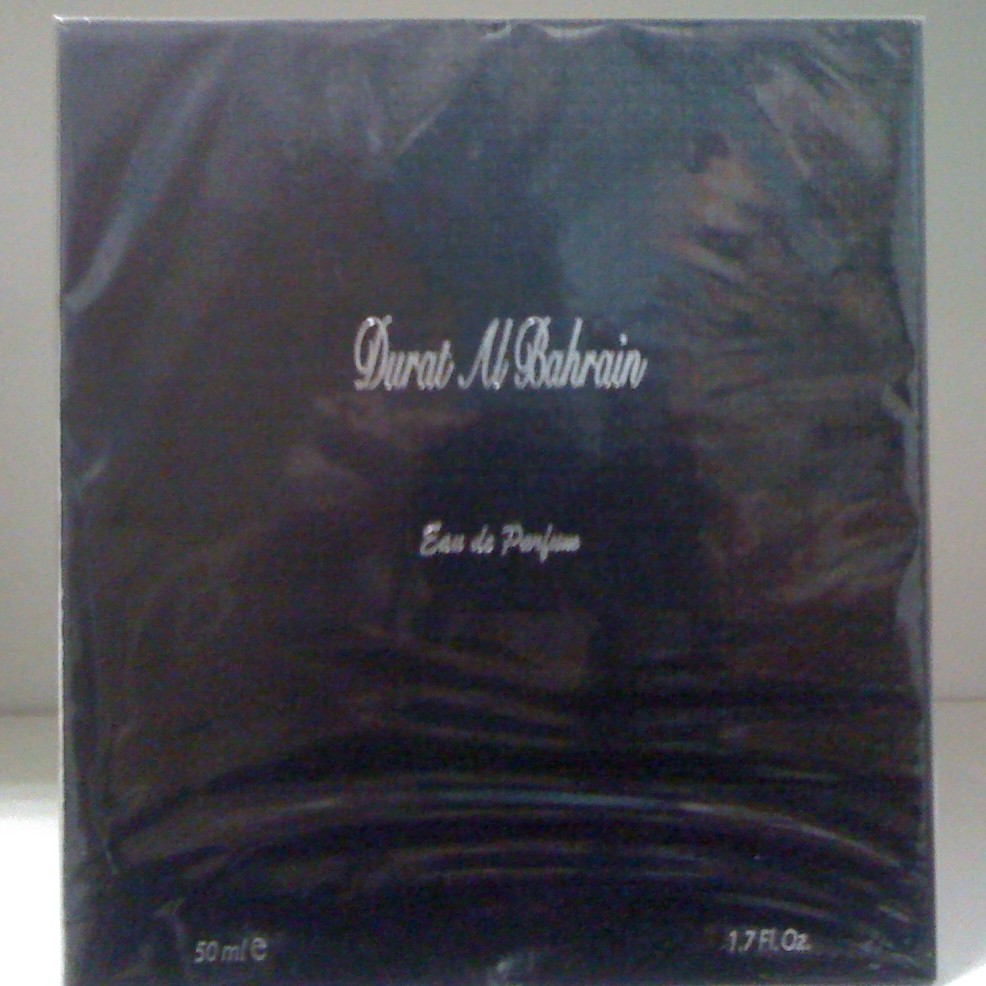 Durat Al Bahrain
Eau de Parfum
50 ml ℮ 1.7 Fl. Oz.